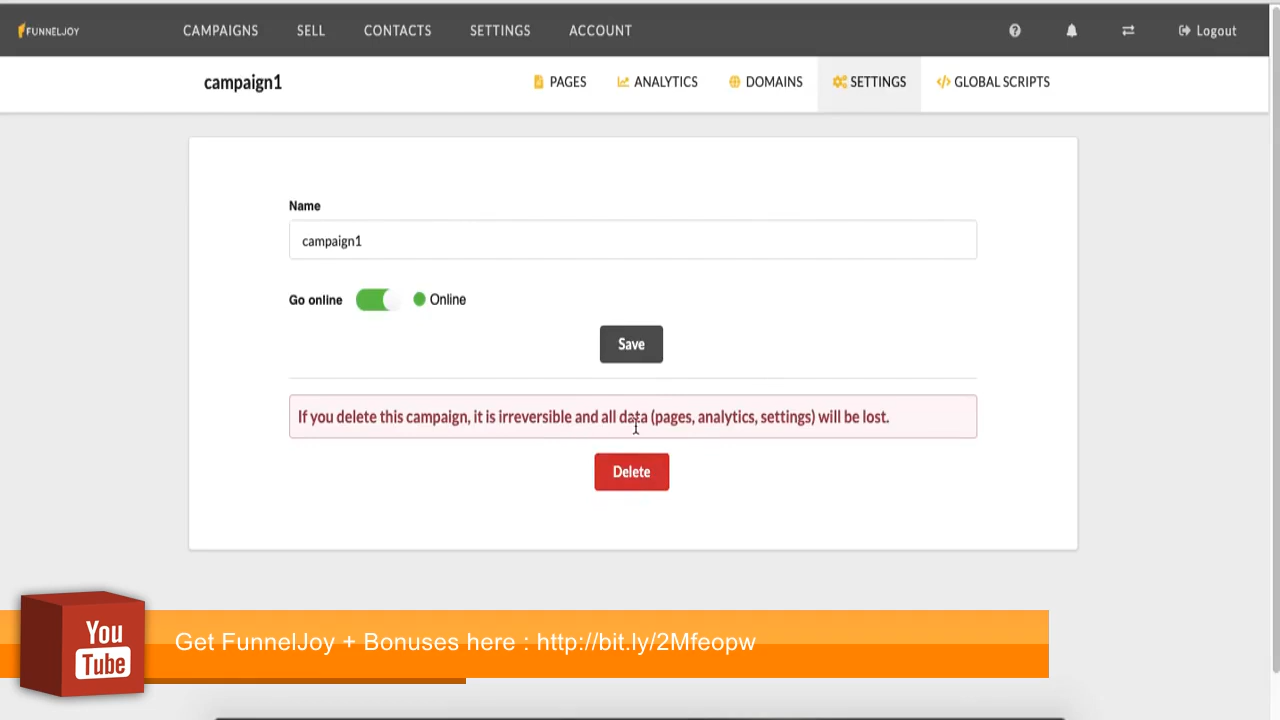 FUNNELJOY CAMPAIGNS SELL CONTACTS SETTINGS ACCOUNT Logout
campaign1 PAGES ANALYTICS DOMAINS SETTINGS GLOBAL SCRIPTS
Name
campaign1
Go online Online
Save
If you delete this campaign, it is irreversible and all data (pages, analytics, settings) will be lost.
Delete
You
Tube
Get FunnelJoy + Bonuses here : http://bit.ly/2Mfeopw